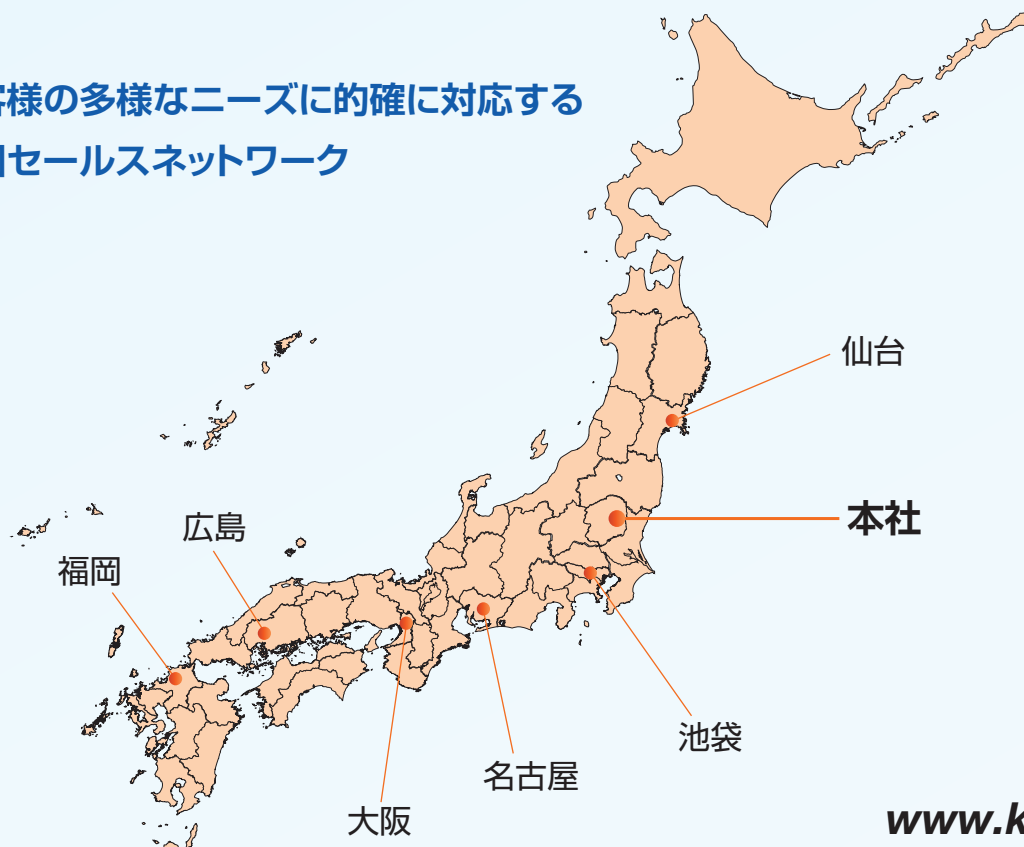 様の多様なニーズに的確に対応する
セールスネットワーク
仙台
本社
広島
福岡
池袋
名古屋
大阪
www.k